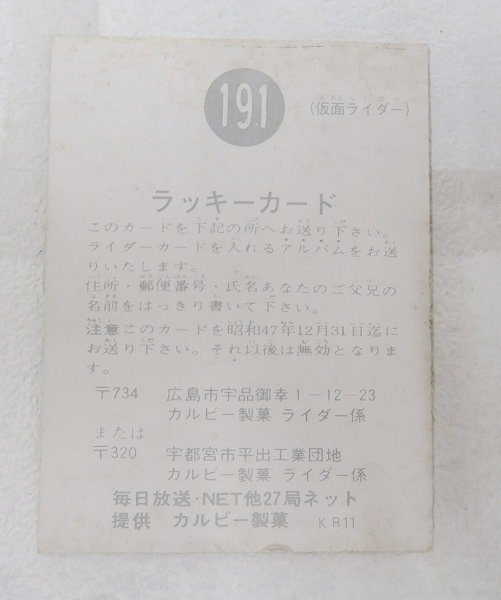 191
(仮面ライダー)
ラッキーカード
このカードを下記の所へお送り下さい。
ライダーカードを入れるアルバムをお送
りいたします。
住所・郵便番号・氏名あなたのご父兄の
名前をはっきり書いて下さい。
注意このカードを昭和47年12月31日迄に
お送り下さい。それ以後は無効となりま
す。
〒734 広島市宇品御幸1－12－23
カルビー製菓 ライダー係
または
〒320 宇都宮市平出工業団地
カルビー製菓 ライダー係
毎日放送・NET他27局ネット
提供 カルビー製菓 KR11